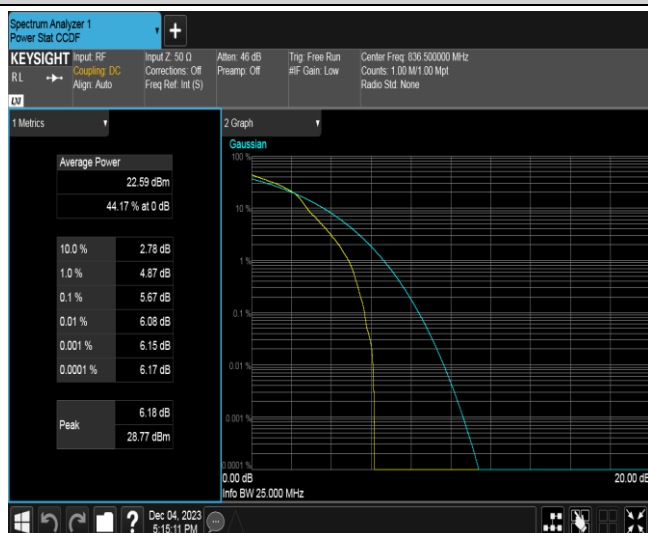 Spectrum Analyzer 1
Power Stat CCDF
KEYSIGHT
RL
LXI
Input: RF
Coupling: DC
Align: Auto
Input Z: 50 Ω
Corrections: Off
Freq Ref: Int (S)
Atten: 46 dB
Preamp: Off
Trig: Free Run
#IF Gain: Low
Center Freq: 836.500000 MHz
Counts: 1.00 M/1.00 Mpt
Radio Std: None
1 Metrics
Average Power
22.59 dBm
44.17 % at 0 dB
10.0 % 2.78 dB
1.0 % 4.87 dB
0.1 % 5.67 dB
0.01 % 6.08 dB
0.001 % 6.15 dB
0.0001 % 6.17 dB
Peak
6.18 dB
28.77 dBm
2 Graph
Gaussian
100 %
10 %
1 %
0.1 %
0.01 %
0.001 %
0.0001 %
0.00 dB
20.00 dB
Info BW 25.000 MHz
?
Dec 04, 2023
5:15:11 PM